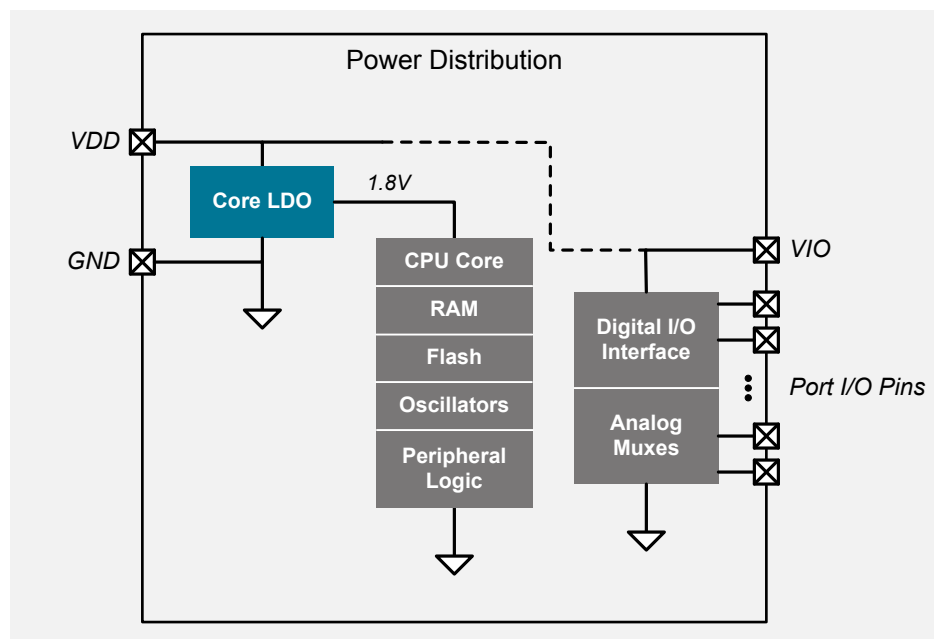 Power Distribution
VDD
Core LDO
1.8V
GND
CPU Core
RAM
Flash
Oscillators
Peripheral
Logic
VIO
Digital I/O
Interface
Port I/O Pins
Analog
Muxes